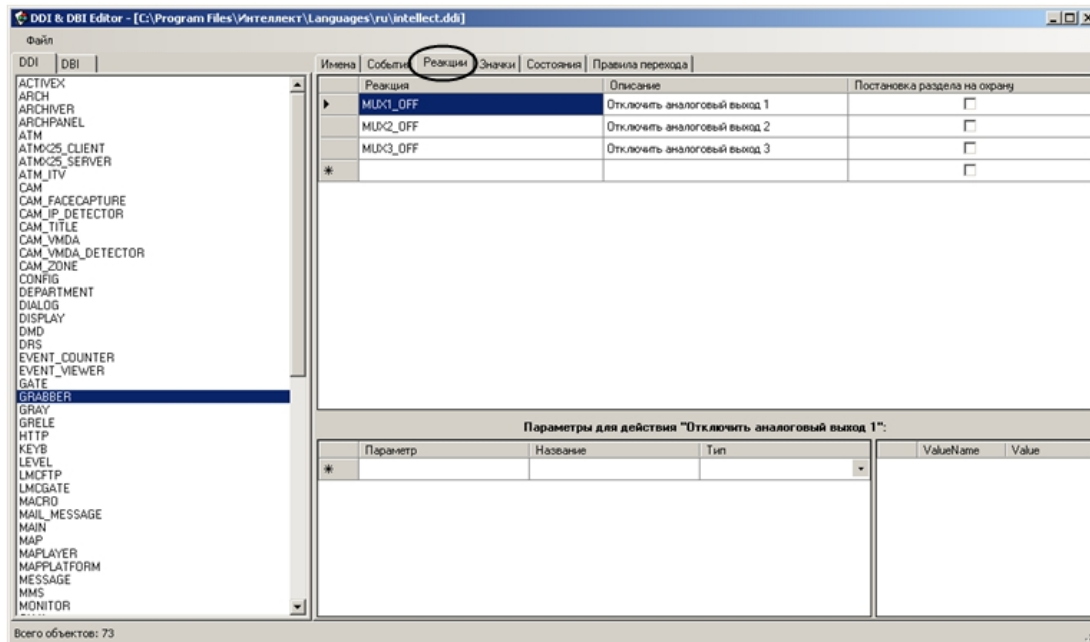 DDI & DBI Editor - [C:\Program Files\Интеллект\Languages\ru\intellect.ddi]
Файл
DDI DBI
Имена События Реакции Значки Состояния Правила перехода
ACTIVEX
ARCH
ARCHIVER
ARCHPANEL
ATM
ATMX25_CLIENT
ATMX25_SERVER
ATM_ITV
CAM
CAM_FACECAPTURE
CAM_IP_DETECTOR
CAM_TITLE
CAM_VMDA
CAM_VMDA_DETECTOR
CAM_ZONE
CONFIG
DEPARTMENT
DIALOG
DISPLAY
DMD
DRS
EVENT_COUNTER
EVENT_VIEWER
GATE
GRABBER
GRAY
GRELE
HTTP
KEYB
LEVEL
LMCFTP
LMCGATE
MACRO
MAIL_MESSAGE
MAIN
MAP
MAPLAYER
MAPPLATFORM
MESSAGE
MMS
MONITOR
Реакция Описание Постановка раздела на охрану
MUX1_OFF Отключить аналоговый выход 1
MUX2_OFF Отключить аналоговый выход 2
MUX3_OFF Отключить аналоговый выход 3
Параметры для действия "Отключить аналоговый выход 1":
Параметр Название Тип ValueName Value
Всего объектов: 73